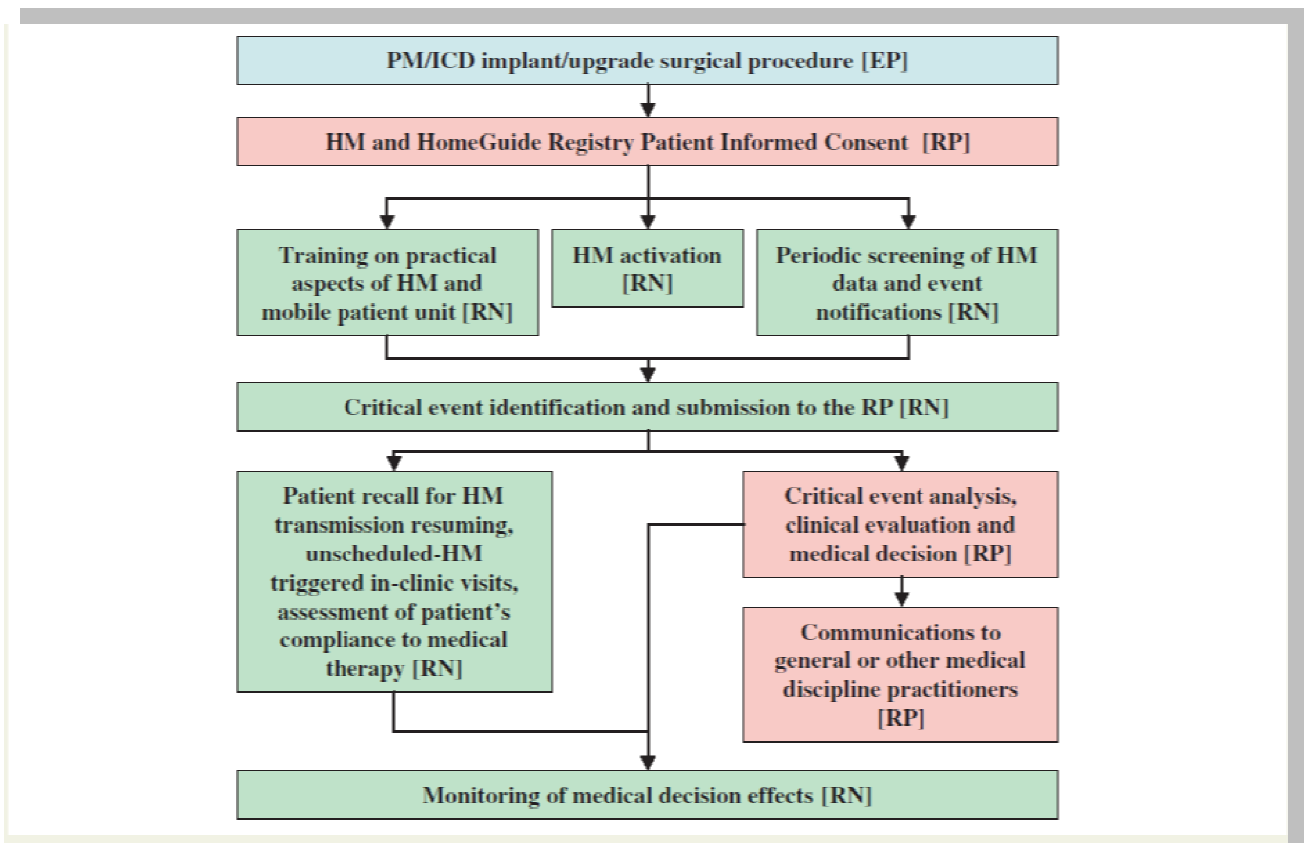 PM/ICD implant/upgrade surgical procedure [EP]
HM and HomeGuide Registry Patient Informed Consent [RP]
Training on practical
aspects of HM and
mobile patient unit [RN]
HM activation
[RN]
Periodic screening of HM
data and event
notifications [RN]
Critical event identification and submission to the RP [RN]
Patient recall for HM
transmission resuming,
unscheduled-HM
triggered in-clinic visits,
assessment of patient's
compliance to medical
therapy [RN]
Critical event analysis,
clinical evaluation and
medical decision [RP]
Communications to
general or other medical
discipline practitioners
[RP]
Monitoring of medical decision effects [RN]